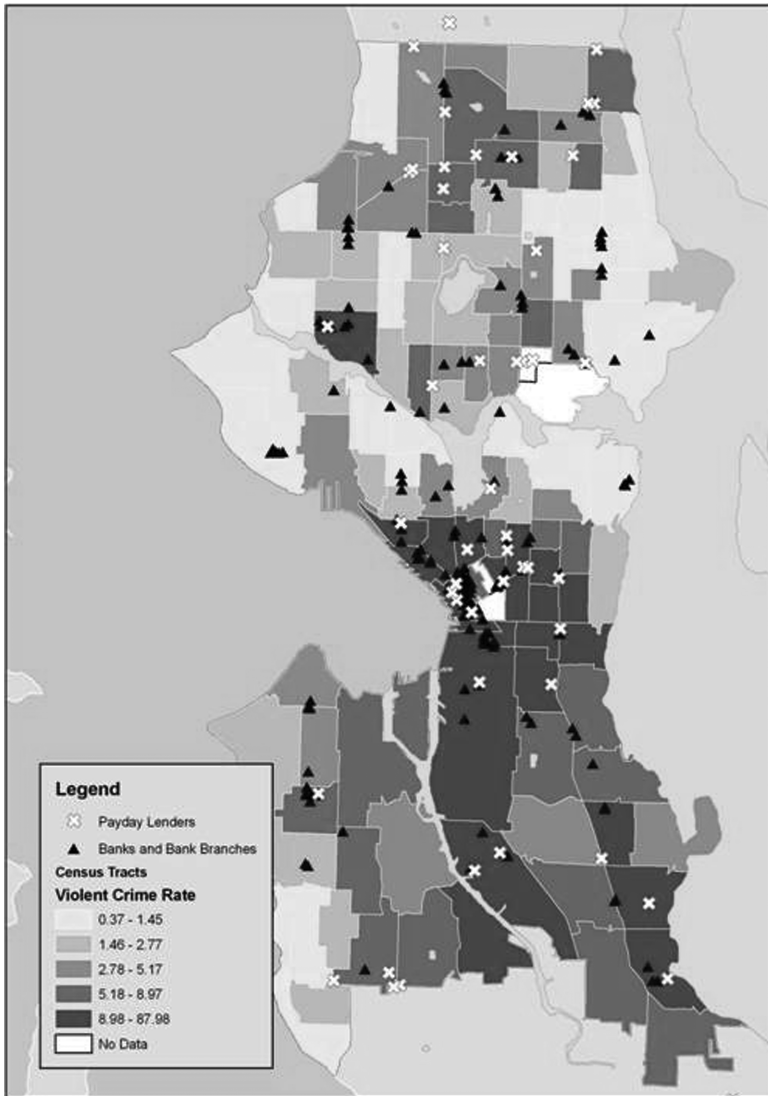 Legend
Payday Lenders
Banks and Bank Branches
Census Tracts
Violent Crime Rate
0.37 - 1.45
1.46 - 2.77
2.78 - 5.17
5.18 - 8.97
8.98 - 87.98
No Data